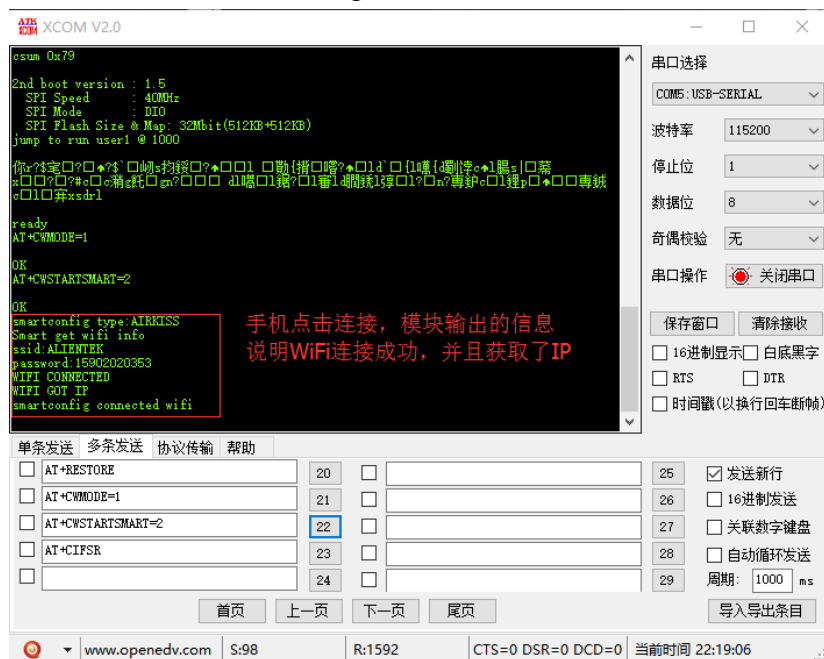 XCOM V2.0
csum 0x79
2nd boot version : 1.5
SPI Speed : 40MHz
SPI Mode : DIO
SPI Flash Size & Map: 32Mbit(512KB+512KB)
jump to run user1 @ 1000
ready
AT+CWMODE=1
OK
AT+CWSTARTSMART=2
OK
smartconfig type:AIRKISS
Smart get wifi info
ssid:ALIENTEK
password:15902020353
WIFI CONNECTED
WIFI GOT IP
smartconfig connected wifi
手机点击连接，模块输出的信息
说明WiFi连接成功，并且获取了IP
串口选择
COM5:USB-SERIAL
波特率 115200
停止位 1
数据位 8
奇偶校验 无
串口操作 关闭串口
保存窗口 清除接收
16进制显示 白底黑字
RTS DTR
时间戳(以换行回车断帧)
单条发送 多条发送 协议传输 帮助
AT+RESTORE 20 25 发送新行
AT+CWMODE=1 21 26 16进制发送
AT+CWSTARTSMART=2 22 27 关联数字键盘
AT+CIFSR 23 28 自动循环发送
24 29 周期: 1000 ms
首页 上一页 下一页 尾页 导入导出条目
www.openedv.com S:98 R:1592 CTS=0 DSR=0 DCD=0 当前时间 22:19:06